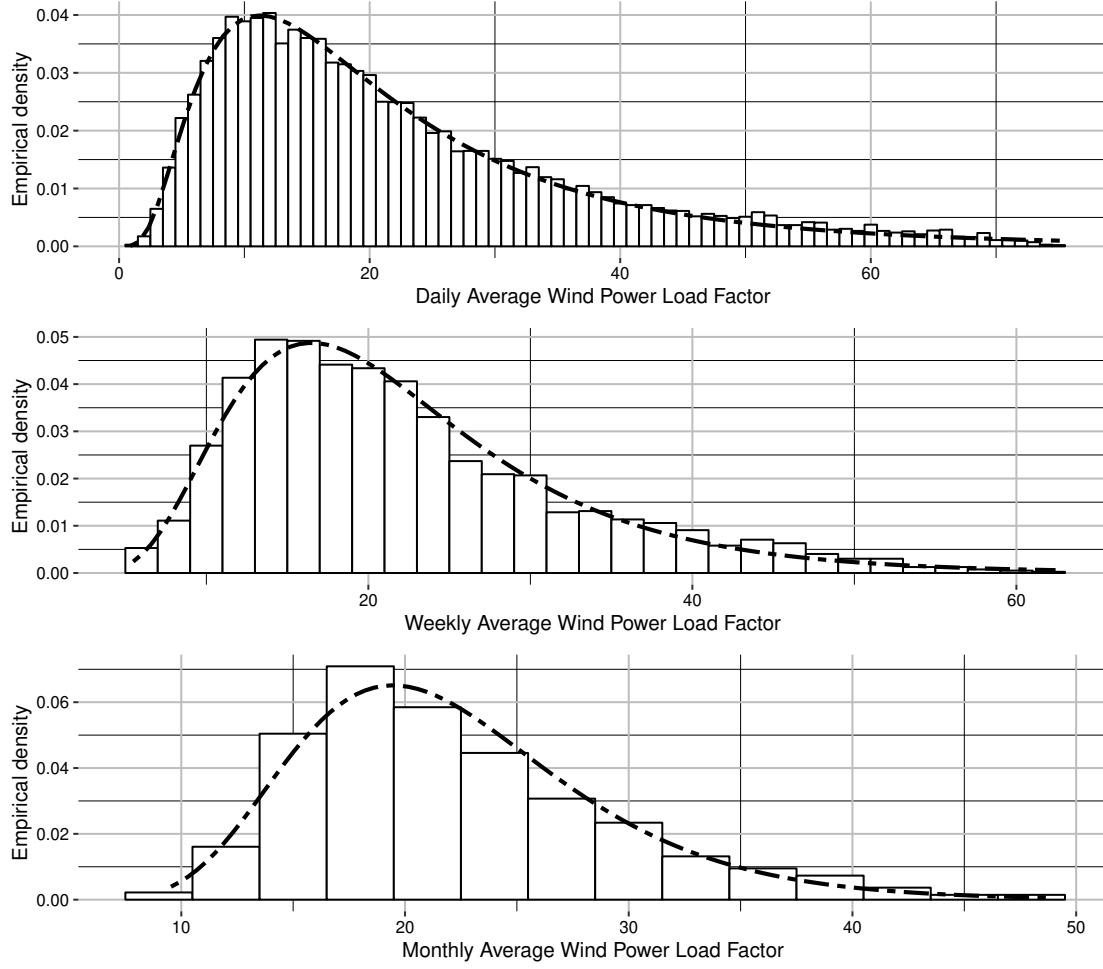 0.04
0.03
0.02
0.01
0.00
Empirical density
0 20 40 60
Daily Average Wind Power Load Factor
0.05
0.04
0.03
0.02
0.01
0.00
Empirical density
20 40 60
Weekly Average Wind Power Load Factor
0.06
0.04
0.02
0.00
Empirical density
10 20 30 40 50
Monthly Average Wind Power Load Factor